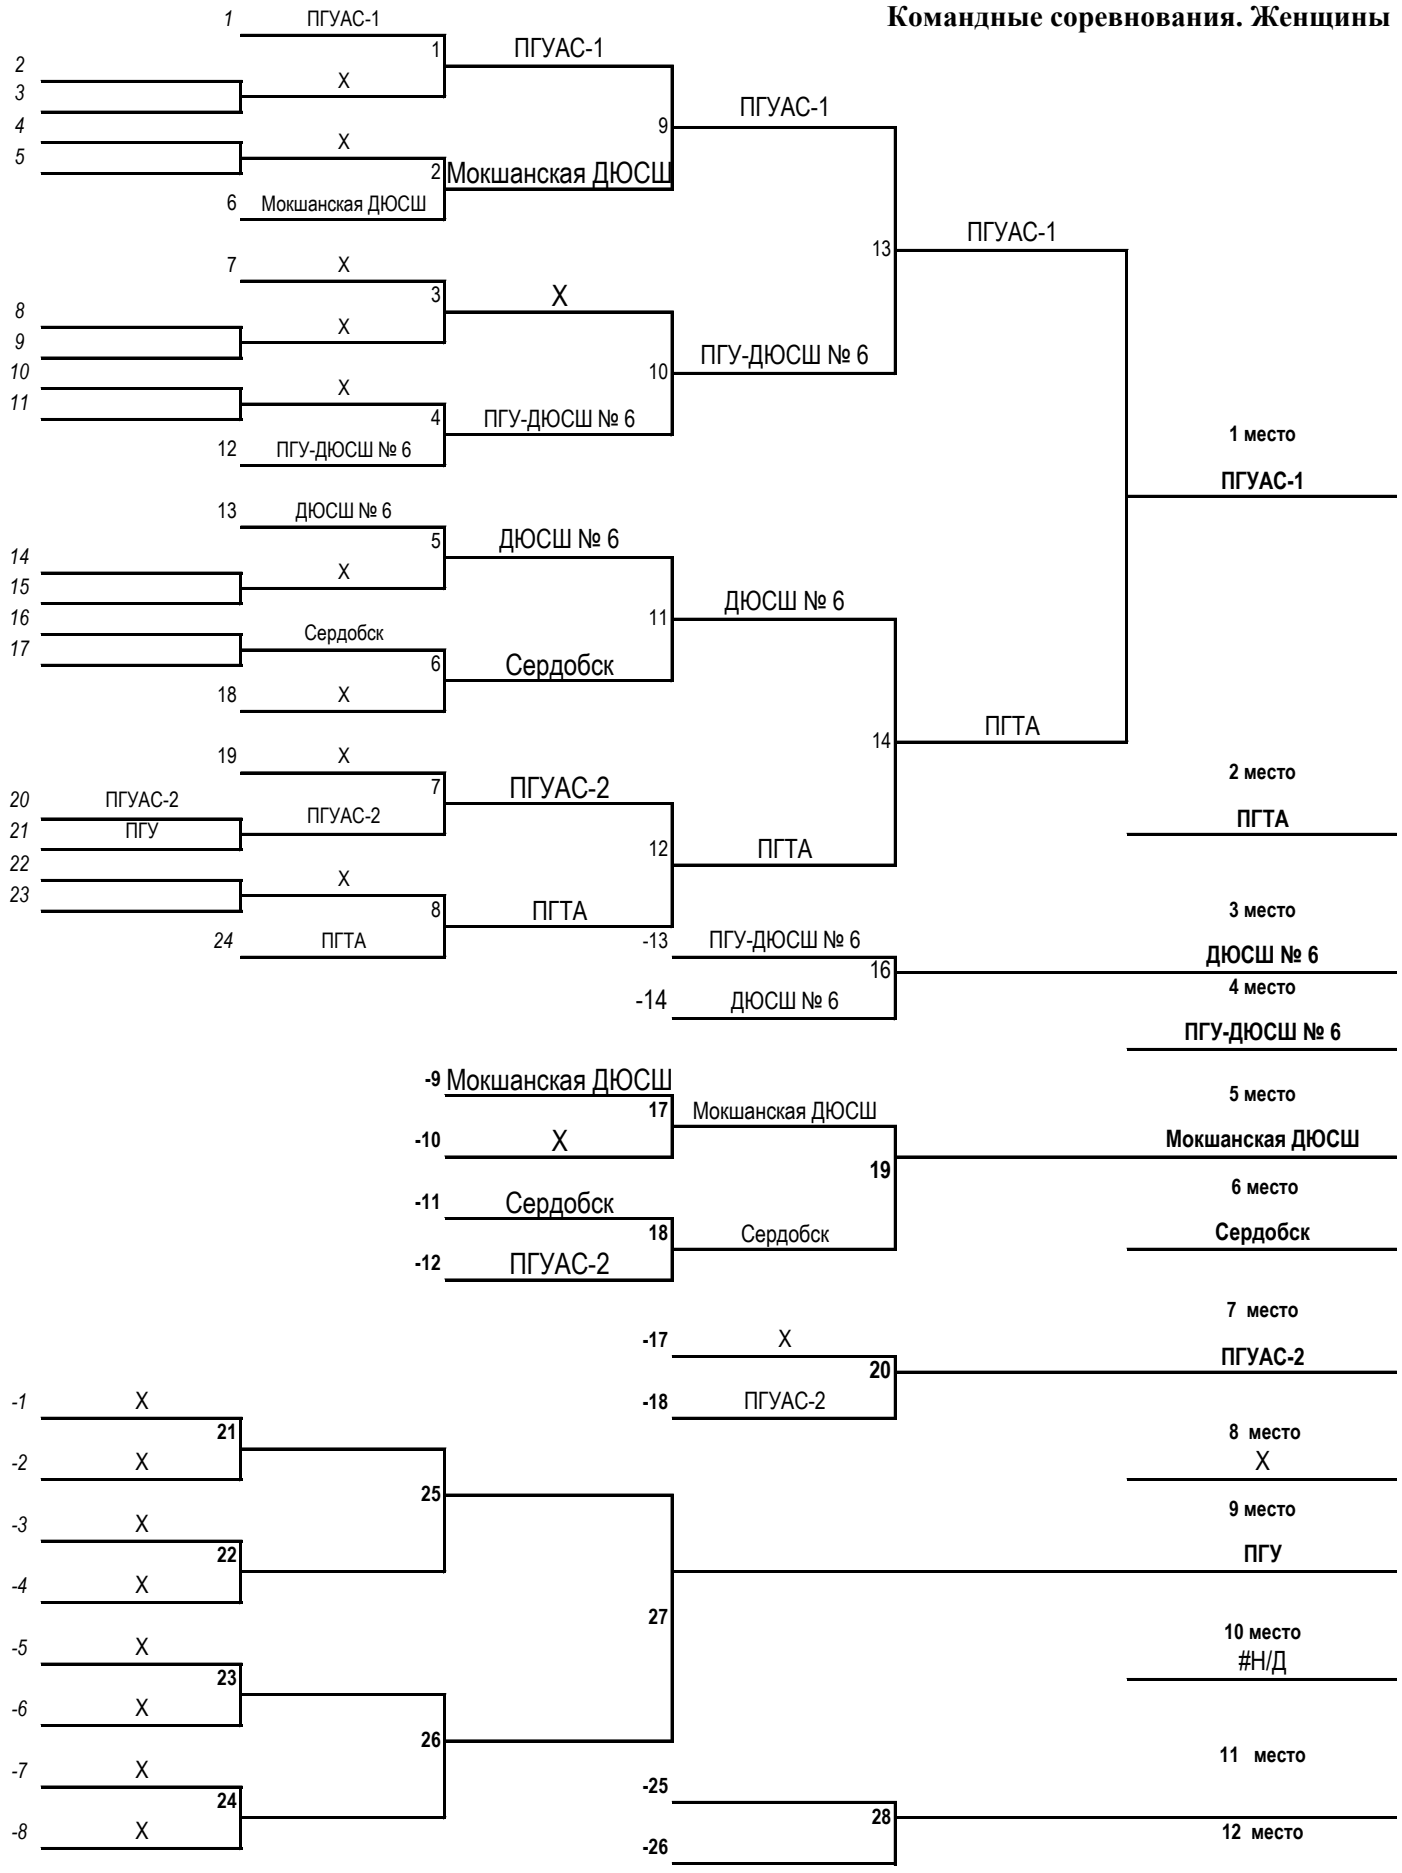 Командные соревнования. Женщины
1 ПГУАС-1
1 ПГУАС-1
2
3 X
ПГУАС-1
9
4
5 X
2 Мокшанская ДЮСШ
6 Мокшанская ДЮСШ
13 ПГУАС-1
7 X
3 X
8
9 X
10 ПГУ-ДЮСШ № 6
10
11 X
4 ПГУ-ДЮСШ № 6
12 ПГУ-ДЮСШ № 6
1 место
ПГУАС-1
13 ДЮСШ № 6
5 ДЮСШ № 6
14
15 X
11 ДЮСШ № 6
16
17 Сердобск
6 Сердобск
18 X
14 ПГТА
19 X
7 ПГУАС-2
2 место
ПГТА
20 ПГУАС-2
21 ПГУ
ПГУАС-2
12 ПГТА
22
23 X
8 ПГТА
24 ПГТА
3 место
-13 ПГУ-ДЮСШ № 6
16 ДЮСШ № 6
-14 ДЮСШ № 6
4 место
ПГУ-ДЮСШ № 6
-9 Мокшанская ДЮСШ
17 Мокшанская ДЮСШ
5 место
-10 X
19 Мокшанская ДЮСШ
-11 Сердобск
6 место
18 Сердобск
Сердобск
-12 ПГУАС-2
7 место
-17 X
20 ПГУАС-2
-18 ПГУАС-2
-1 X
21
8 место
X
-2 X
25
9 место
-3 X
22
ПГУ
-4 X
27
-5 X
23
10 место
#Н/Д
-6 X
26
-7 X
24
11 место
-25
28
-8 X
12 место
-26